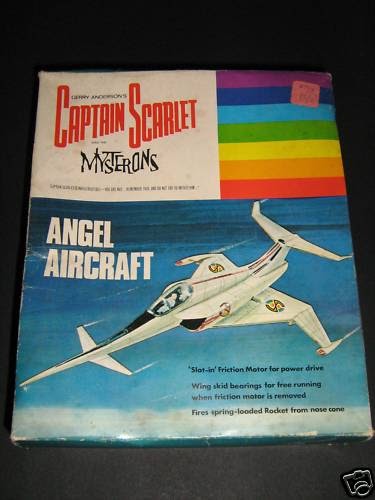 GERRY ANDERSON'S
CAPTAIN SCARLET
AND THE
MYSTERONS
ANGEL
AIRCRAFT
'Slot-in' Friction Motor for power drive
Wing skid bearings for free running
when friction motor is removed
Fires spring-loaded Rocket from nose cone